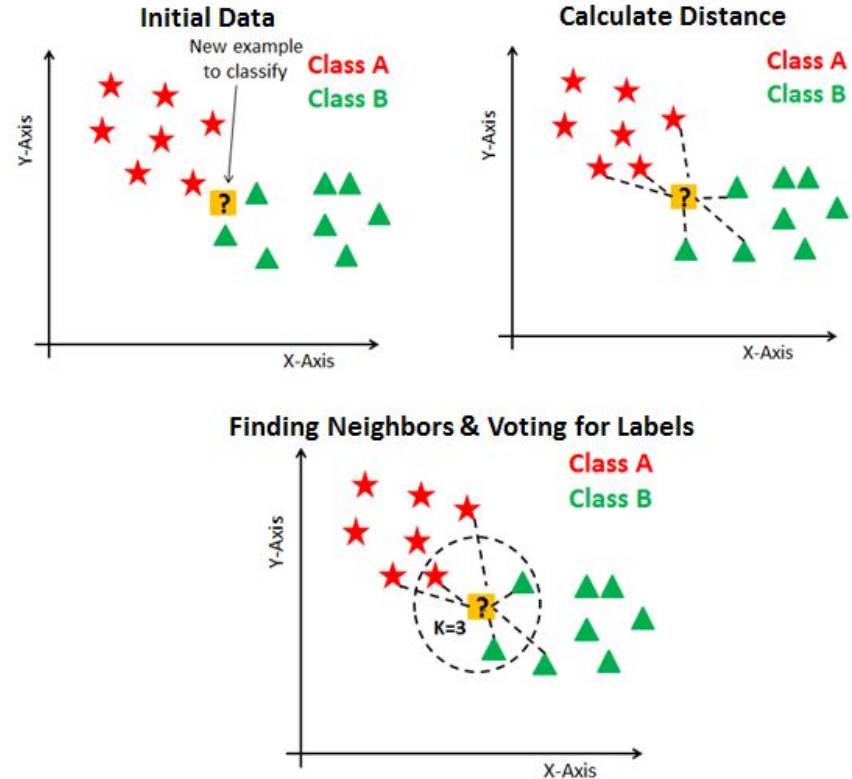 Initial Data
New example
to classify
Class A
Class B
Y-Axis
?
X-Axis
Calculate Distance
Class A
Class B
Y-Axis
?
X-Axis
Finding Neighbors & Voting for Labels
Class A
Class B
Y-Axis
?
K=3
X-Axis